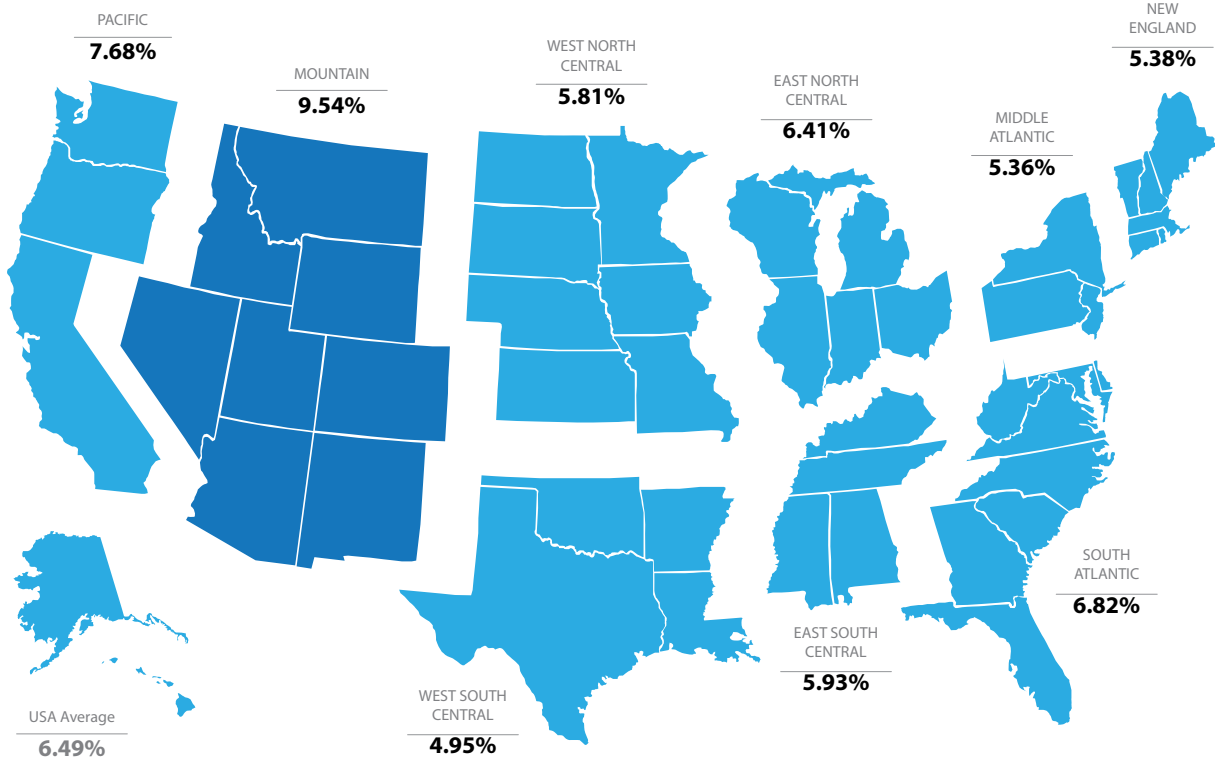 PACIFIC
7.68%
MOUNTAIN
9.54%
WEST NORTH
CENTRAL
5.81%
EAST NORTH
CENTRAL
6.41%
MIDDLE
ATLANTIC
5.36%
NEW
ENGLAND
5.38%
SOUTH
ATLANTIC
6.82%
EAST SOUTH
CENTRAL
5.93%
WEST SOUTH
CENTRAL
4.95%
USA Average
6.49%